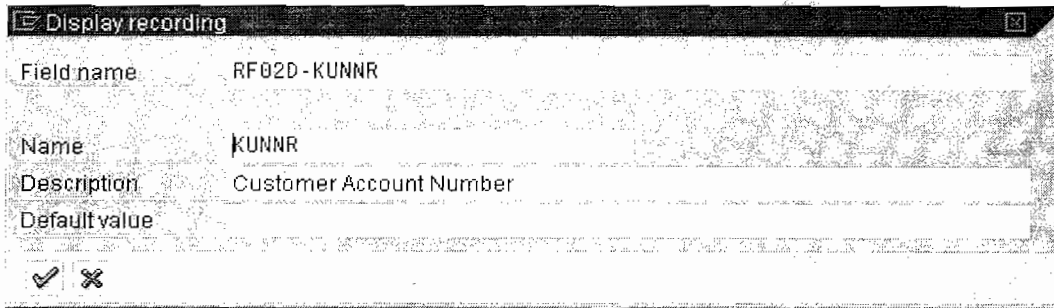 Display recording
Field name RF02D-KUNNR
Name KUNNR
Description Customer Account Number
Default value